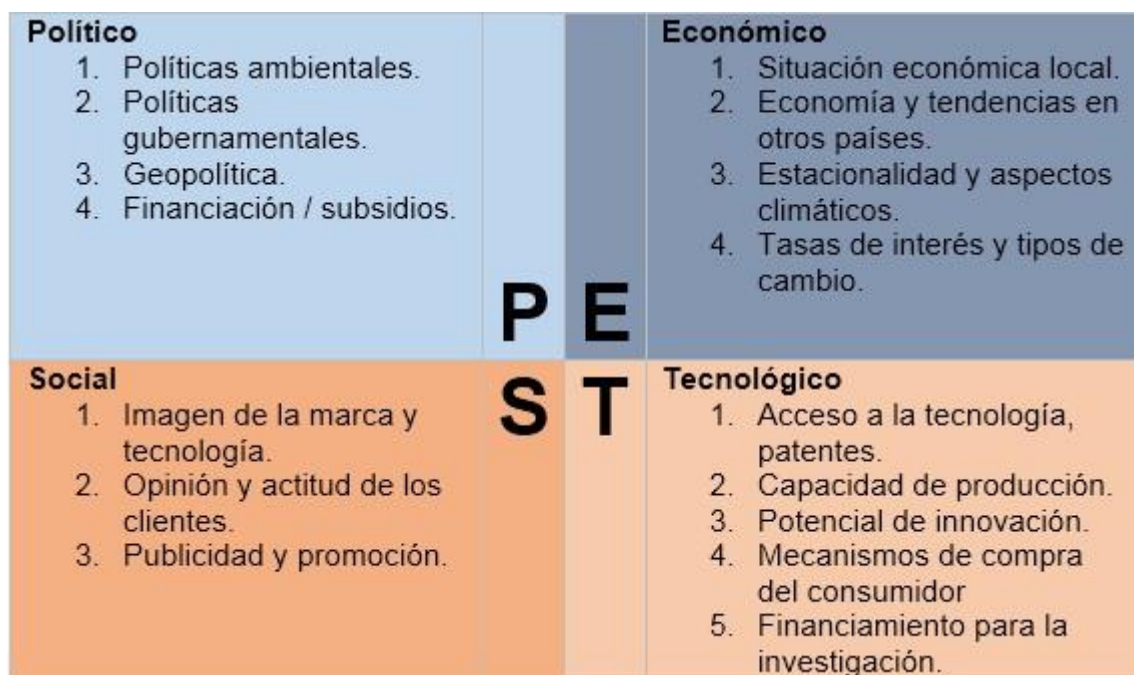 Político
1. Políticas ambientales.
2. Políticas
gubernamentales.
3. Geopolítica.
4. Financiación / subsidios.
P
E
Económico
1. Situación económica local.
2. Economía y tendencias en
otros países.
3. Estacionalidad y aspectos
climáticos.
4. Tasas de interés y tipos de
cambio.
Social
1. Imagen de la marca y
tecnología.
2. Opinión y actitud de los
clientes.
3. Publicidad y promoción.
S
T
Tecnológico
1. Acceso a la tecnología,
patentes.
2. Capacidad de producción.
3. Potencial de innovación.
4. Mecanismos de compra
del consumidor
5. Financiamiento para la
investigación.